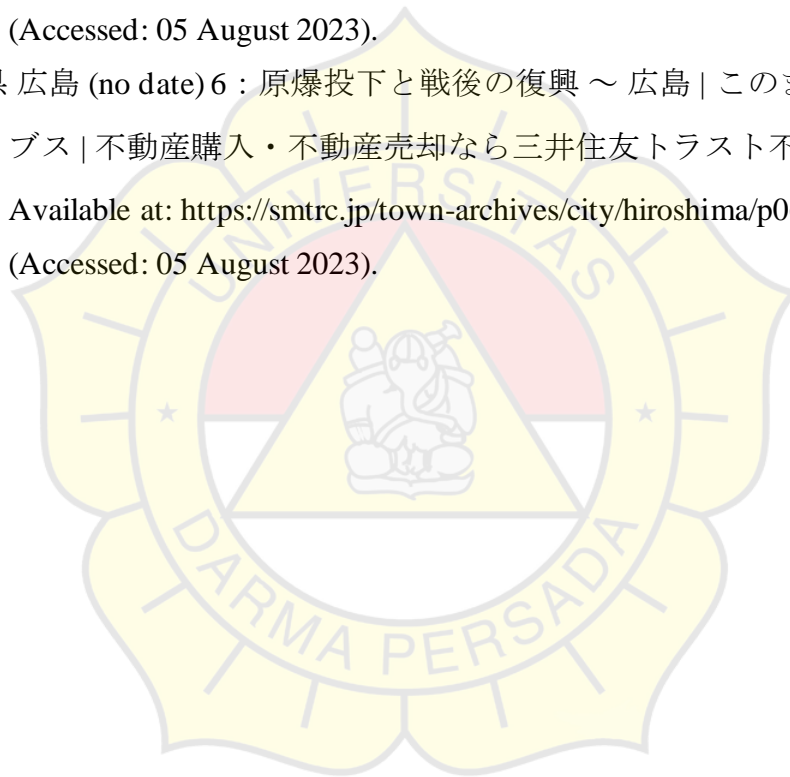 (Accessed: 05 August 2023).
広島 (no date) 6：原爆投下と戦後の復興 ～ 広島 | この
ブス | 不動産購入・不動産売却なら三井住友トラスト不
Available at: https://smtrc.jp/town-archives/city/hiroshima/p0
(Accessed: 05 August 2023).
UNIVERSITAS
DARMA PERSADA